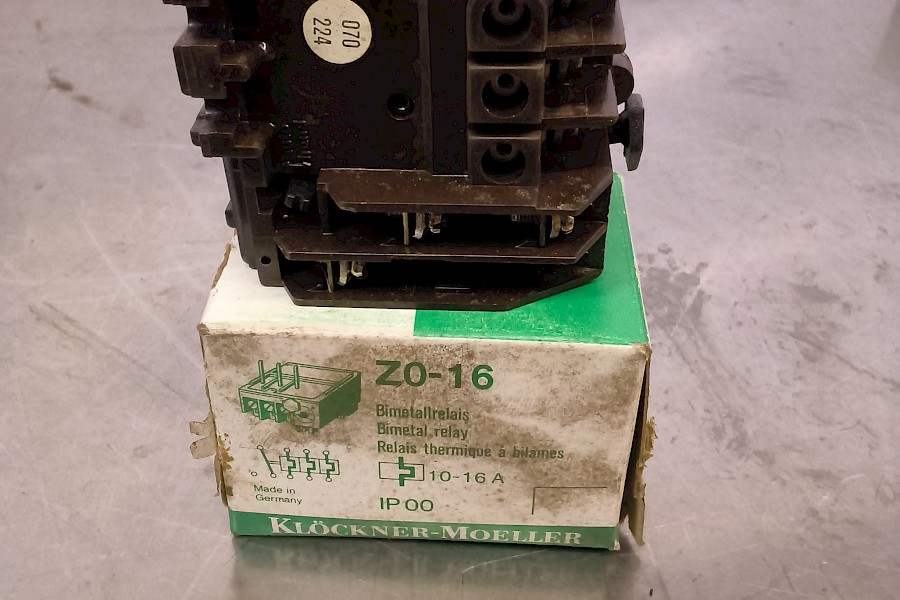 070
224
Z0-16
Bimetallrelais
Bimetal relay
Relais thermique à bilames
10-16 A
Made in
Germany
IP 00
KLÖCKNER-MOELLER